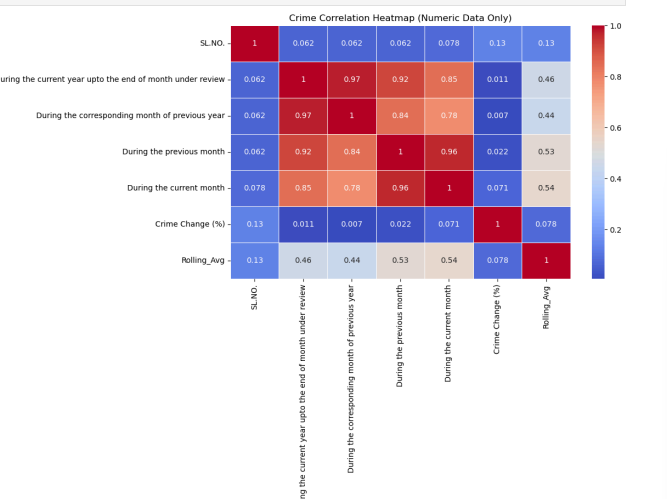 Crime Correlation Heatmap (Numeric Data Only)
SL.NO. 1 0.062 0.062 0.062 0.078 0.13 0.13
uring the current year upto the end of month under review 0.062 1 0.97 0.92 0.85 0.011 0.46
During the corresponding month of previous year 0.062 0.97 1 0.84 0.78 0.007 0.44
During the previous month 0.062 0.92 0.84 1 0.96 0.022 0.53
During the current month 0.078 0.85 0.78 0.96 1 0.071 0.54
Crime Change (%) 0.13 0.011 0.007 0.022 0.071 1 0.078
Rolling_Avg 0.13 0.46 0.44 0.53 0.54 0.078 1
SL.NO.
ng the current year upto the end of month under review
During the corresponding month of previous year
During the previous month
During the current month
Crime Change (%)
Rolling_Avg
1.0
0.8
0.6
0.4
0.2